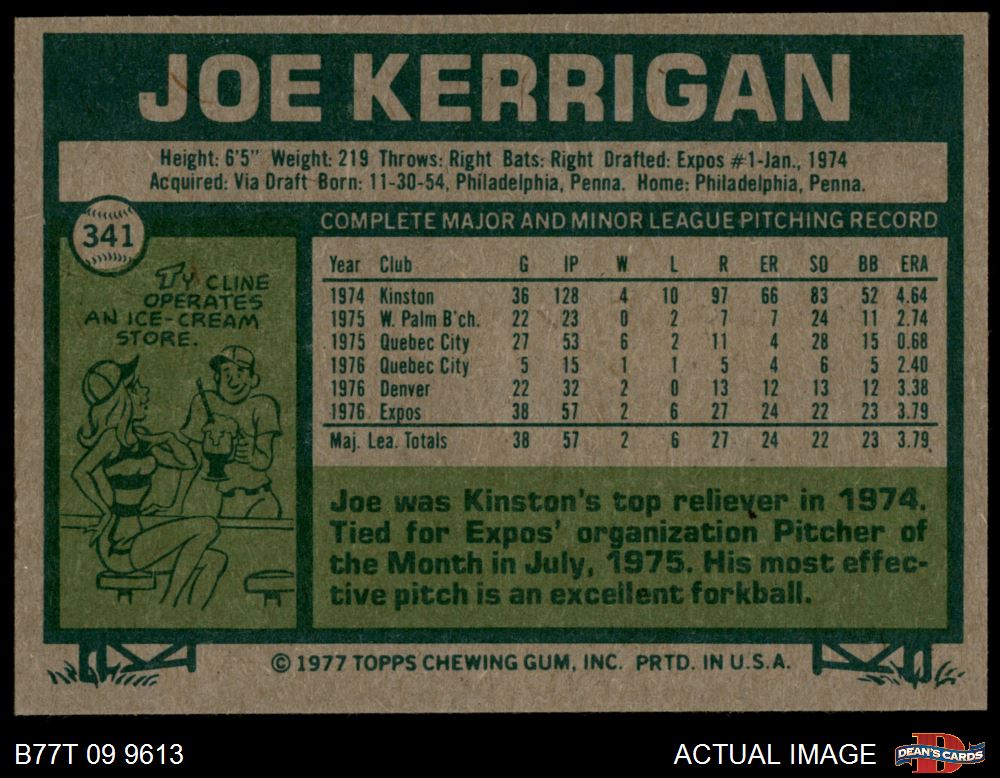 JOE KERRIGAN
Height: 6'5" Weight: 219 Throws: Right Bats: Right Drafted: Expos #1-Jan., 1974
Acquired: Via Draft Born: 11-30-54, Philadelphia, Penna. Home: Philadelphia, Penna.
341
TY CLINE
OPERATES
AN ICE-CREAM
STORE.
COMPLETE MAJOR AND MINOR LEAGUE PITCHING RECORD
Year Club G IP W L R ER SO BB ERA
1974 Kinston 36 128 4 10 97 66 83 52 4.64
1975 W. Palm B'ch. 22 23 0 2 7 7 24 11 2.74
1975 Quebec City 27 53 6 2 11 4 28 15 0.68
1976 Quebec City 5 15 1 1 5 4 6 5 2.40
1976 Denver 22 32 2 0 13 12 13 12 3.38
1976 Expos 38 57 2 6 27 24 22 23 3.79
Maj. Lea. Totals 38 57 2 6 27 24 22 23 3.79
Joe was Kinston's top reliever in 1974.
Tied for Expos' organization Pitcher of
the Month in July, 1975. His most effec-
tive pitch is an excellent forkball.
© 1977 TOPPS CHEWING GUM, INC. PRTD. IN U.S.A.
B77T 09 9613
ACTUAL IMAGE
DEAN'S CARDS